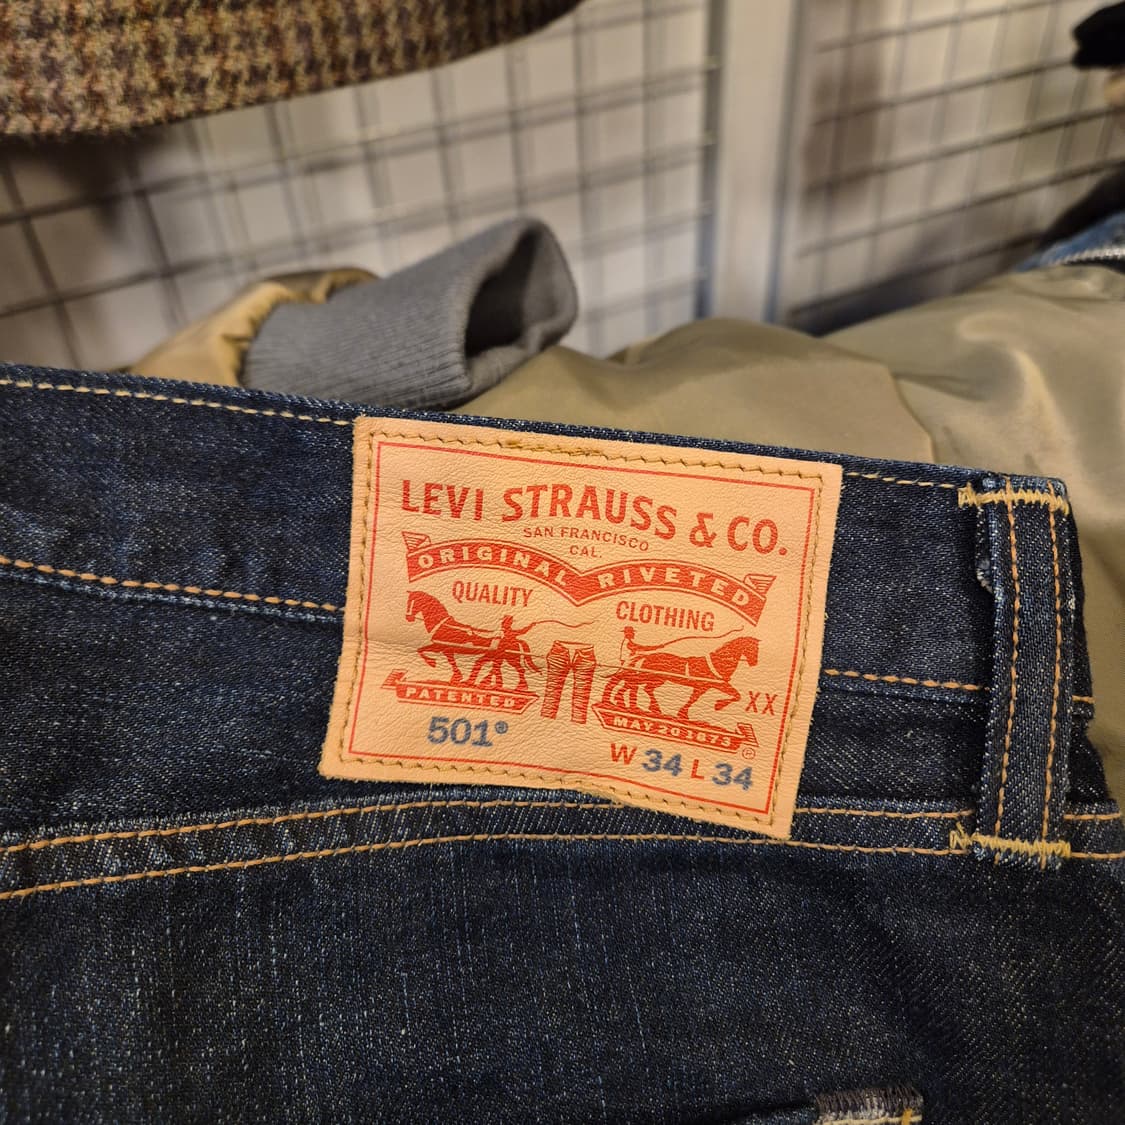 LEVI STRAUSS & CO.
SAN FRANCISCO
CAL.
ORIGINAL RIVETED
QUALITY CLOTHING
XX
PATENTED MAY 20 1873
501®
W 34 L 34 ®